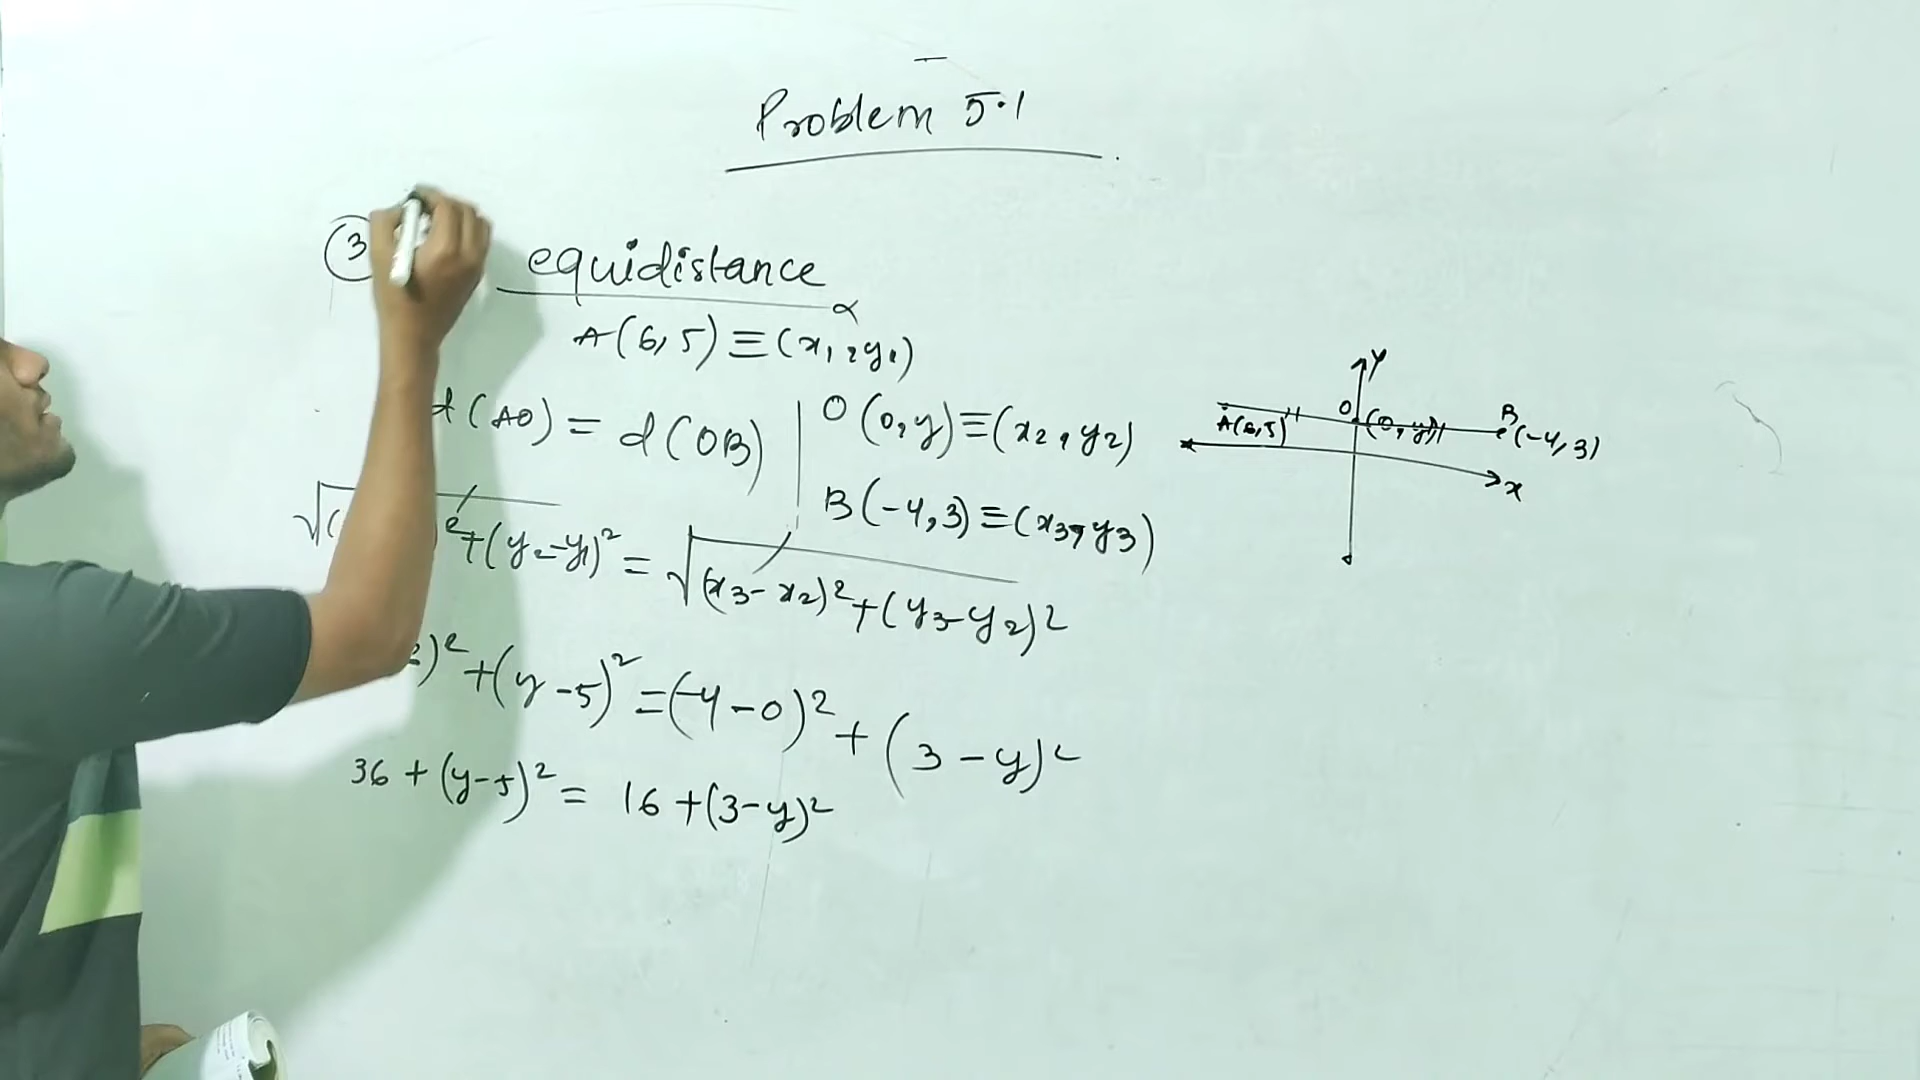 Problem 5.1
3 equidistance
A(6,5)≡(x₁,y₁)
d(AO) = d(OB)
O(0,y)≡(x₂,y₂)
B(-4,3)≡(x₃,y₃)
²+(y₂-y₁)² = √(x₃-x₂)²+(y₃-y₂)²
)²+(y-5)² =(-4-0)²+(3-y)²
36+(y-5)² = 16+(3-y)²
Y
O
B
A(6,5)
(0,y)
(-4,3)
x